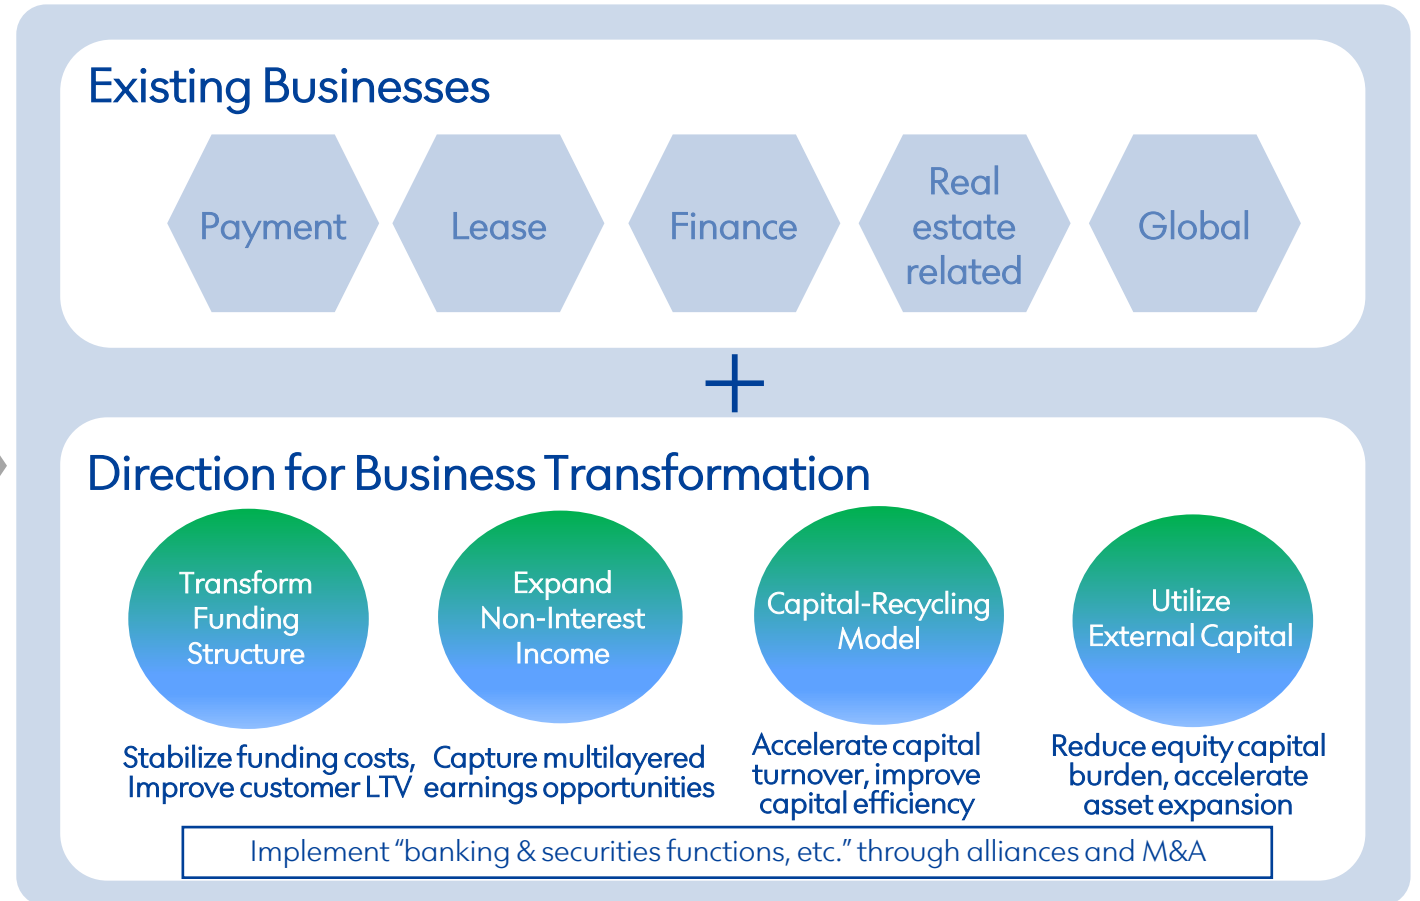 Existing Businesses
Payment
Lease
Finance
Real
estate
related
Global
+
Direction for Business Transformation
Transform
Funding
Structure
Expand
Non-Interest
Income
Capital-Recycling
Model
Utilize
External Capital
Stabilize funding costs,
Improve customer LTV
Capture multilayered
earnings opportunities
Accelerate capital
turnover, improve
capital efficiency
Reduce equity capital
burden, accelerate
asset expansion
Implement “banking & securities functions, etc.” through alliances and M&A